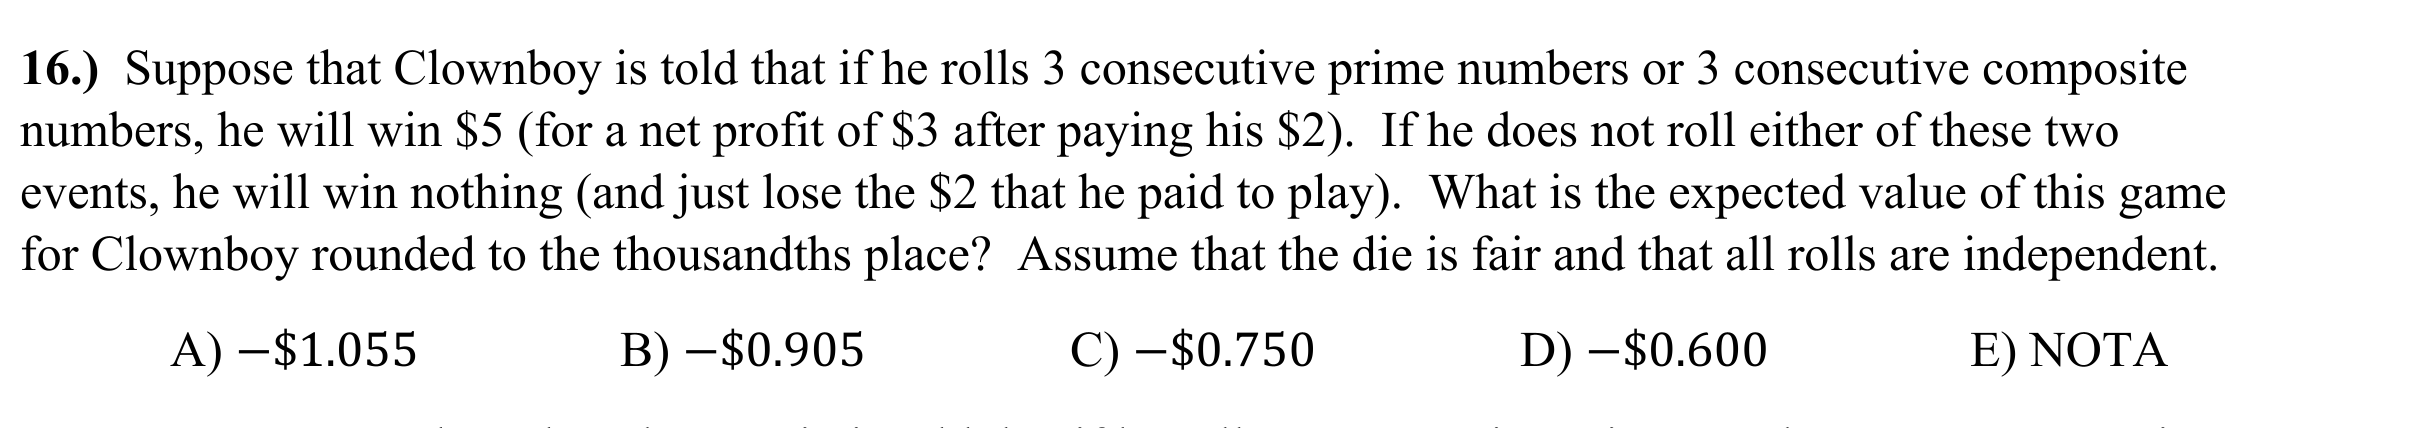 16.) Suppose that Clownboy is told that if he rolls 3 consecutive prime numbers or 3 consecutive composite
numbers, he will win $5 (for a net profit of $3 after paying his $2). If he does not roll either of these two
events, he will win nothing (and just lose the $2 that he paid to play). What is the expected value of this game
for Clownboy rounded to the thousandths place? Assume that the die is fair and that all rolls are independent.
A) −$1.055 B) −$0.905 C) −$0.750 D) −$0.600 E) NOTA